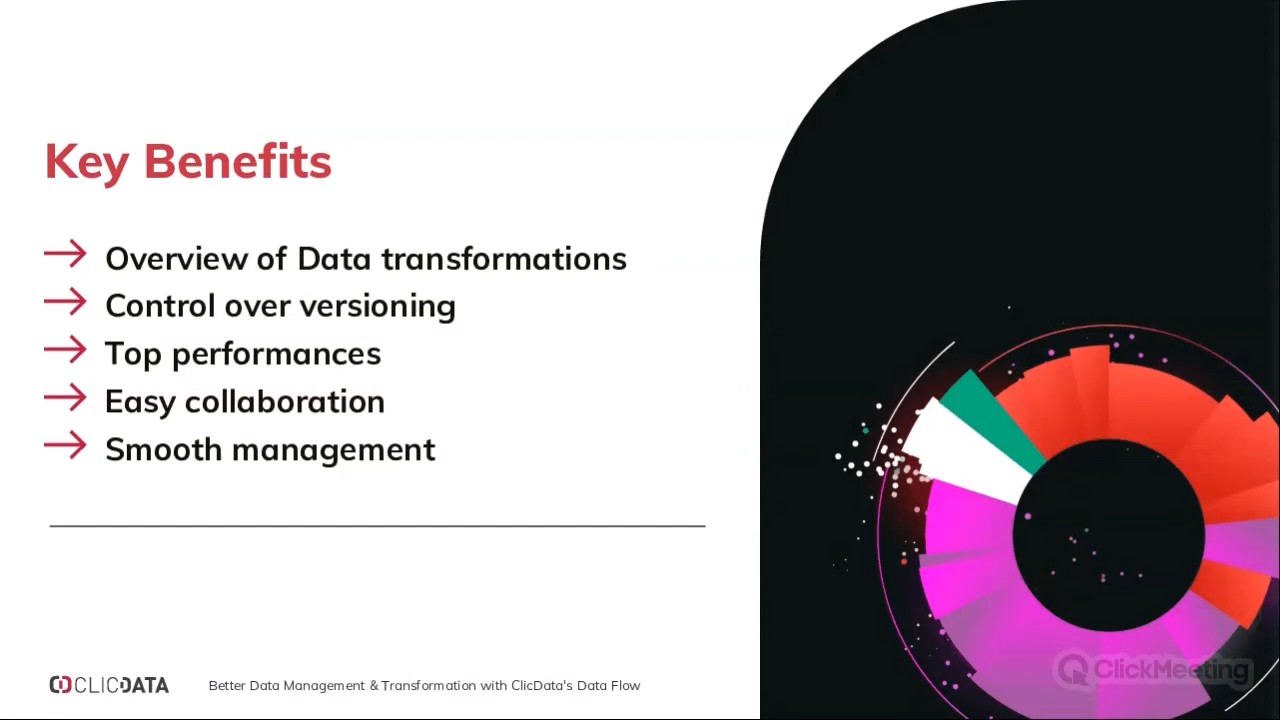 Key Benefits
Overview of Data transformations
Control over versioning
Top performances
Easy collaboration
Smooth management
CLICDATA
Better Data Management & Transformation with ClicData's Data Flow
ClickMeeting